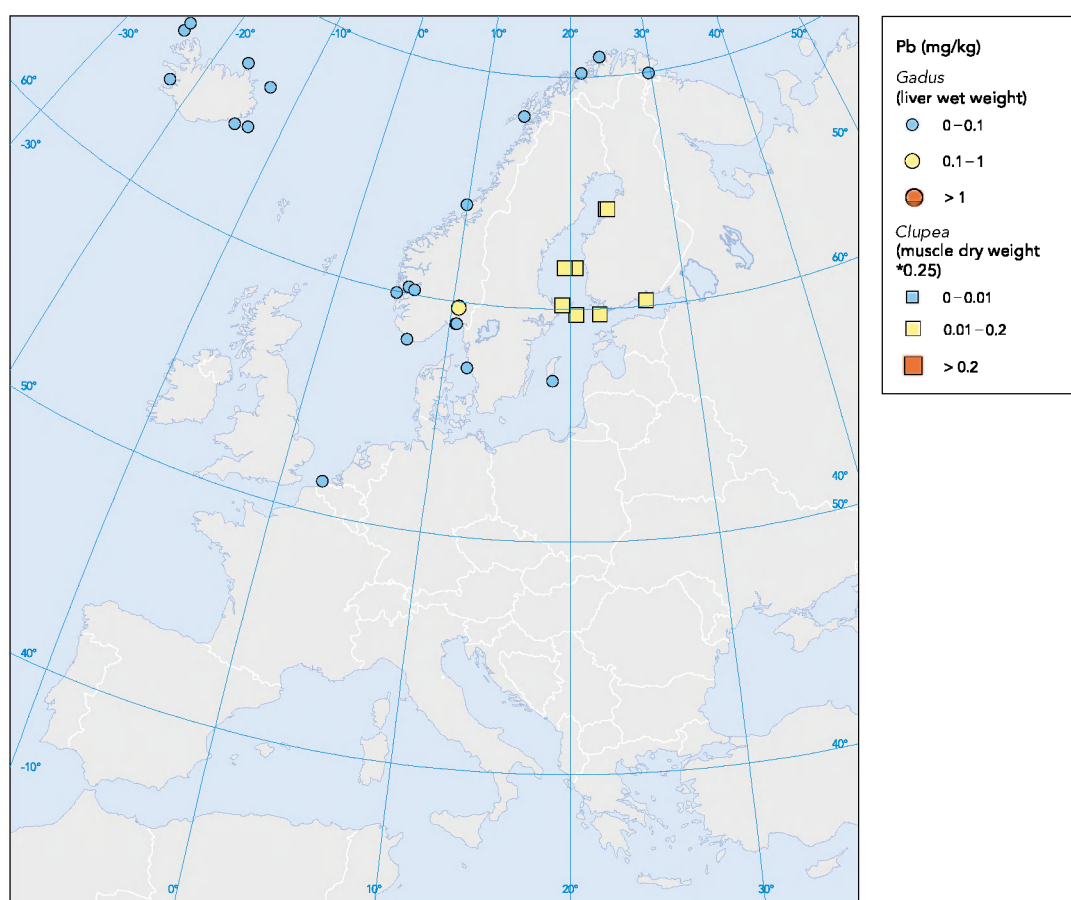 -30° -20° -10° 0° 10° 20° 30° 40° 50°
60°
-30°
50°
60°
50°
40°
50°
40°
-10°
40°
0° 10° 20° 30°
Pb (mg/kg)
Gadus
(liver wet weight)
0–0.1
0.1–1
> 1
Clupea
(muscle dry weight
*0.25)
0–0.01
0.01–0.2
> 0.2